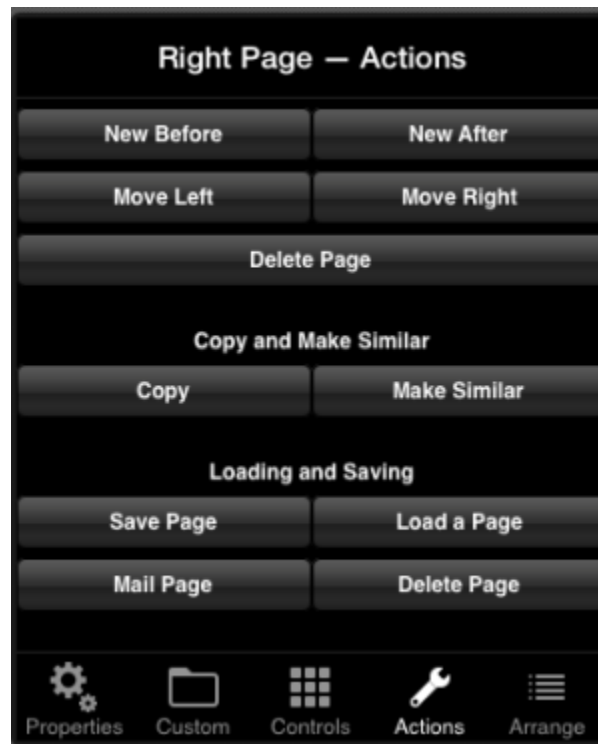 Right Page — Actions
New Before New After
Move Left Move Right
Delete Page
Copy and Make Similar
Copy Make Similar
Loading and Saving
Save Page Load a Page
Mail Page Delete Page
Properties Custom Controls Actions Arrange